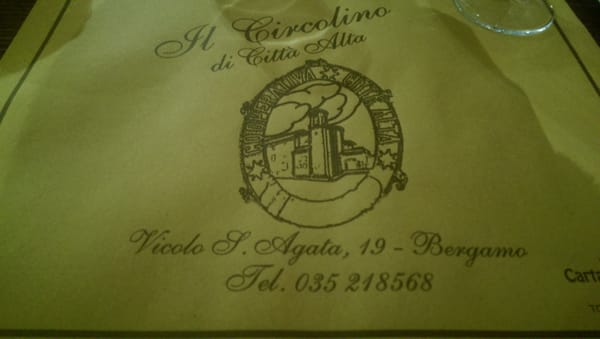 Il Circolino
di Città Alta
COOPERATIVA CITTÀ ALTA
Vicolo S. Agata, 19 - Bergamo
Tel. 035 218568
Carta